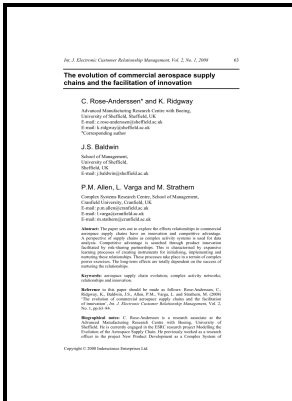 Int. J. Electronic Customer Relationship Management, Vol. 2, No. 1, 2008 63
The evolution of commercial aerospace supply
chains and the facilitation of innovation
C. Rose-Anderssen* and K. Ridgway
Advanced Manufacturing Research Centre with Boeing,
University of Sheffield, Sheffield, UK
E-mail: c.rose-anderssen@sheffield.ac.uk
E-mail: k.ridgway@sheffield.ac.uk
*Corresponding author
J.S. Baldwin
School of Management,
University of Sheffield,
Sheffield, UK
E-mail: j.baldwin@sheffield.ac.uk
P.M. Allen, L. Varga and M. Strathern
Complex Systems Research Centre, School of Management,
Cranfield University, Cranfield, UK
E-mail: p.m.allen@cranfield.ac.uk
E-mail: l.varga@cranfield.ac.uk
E-mail: m.strathern@cranfield.ac.uk
Abstract: The paper sets out to explore the effects relationships in commercial
aerospace supply chains have on innovation and competitive advantage.
A perspective of supply chains as complex activity systems is used for data
analysis. Competitive advantage is searched through product innovation
facilitated by risk-sharing partnerships. This is characterised by expansive
learning processes of creating instruments for initialising, implementing and
nurturing these relationships. These processes take place in a terrain of complex
power exercises. The long-term effects are totally dependent on the success of
nurturing the relationships.
Keywords: aerospace supply chain evolution; complex activity networks;
relationships and innovation.
Reference to this paper should be made as follows: Rose-Anderssen, C.,
Ridgway, K., Baldwin, J.S., Allen, P.M., Varga, L. and Strathern, M. (2008)
'The evolution of commercial aerospace supply chains and the facilitation
of innovation', Int. J. Electronic Customer Relationship Management, Vol. 2,
No. 1, pp.63–
Biographical notes: C. Rose-Anderssen is a research associate at the
Advanced Manufacturing Research Centre with Boeing, University of
Sheffield. He is currently engaged in the ESRC research project Modelling the
Evolution of the Aerospace Supply Chain. He previously worked as a research
officer in the project New Product Development as a Complex System of
Copyright © 2008 Inderscience Enterprises Ltd.